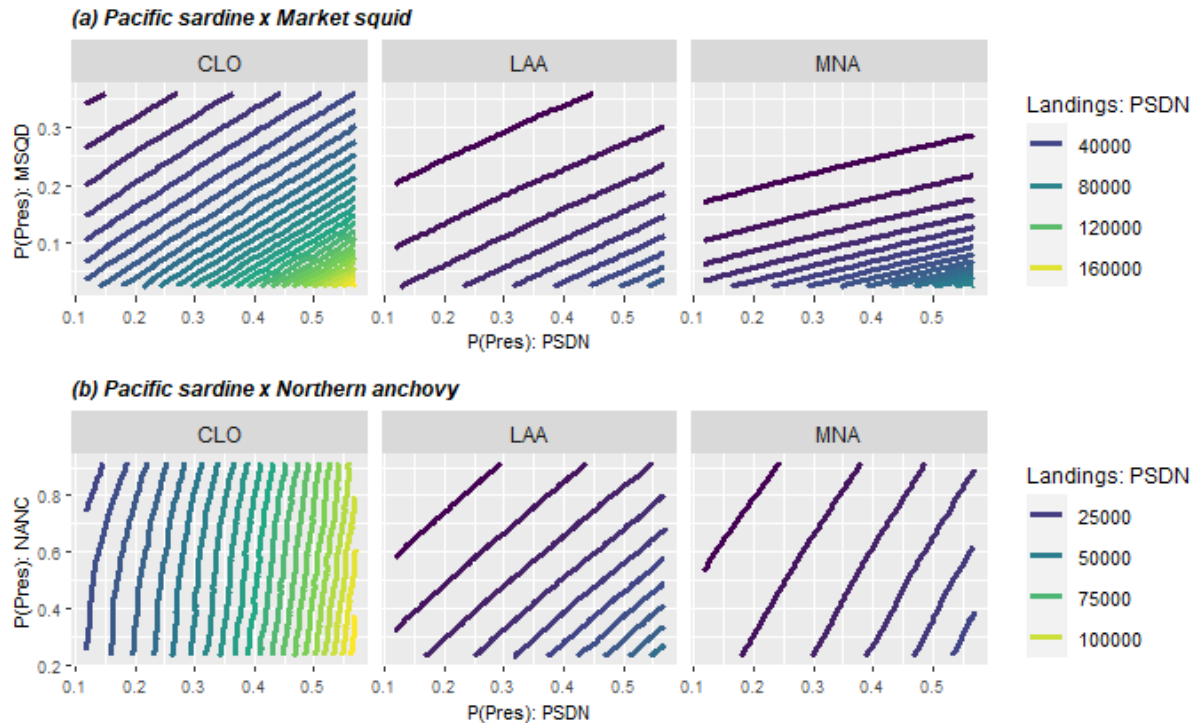 (a) Pacific sardine x Market squid
CLO LAA MNA
P(Pres): MSQD
0.3
0.2
0.1
0.1 0.2 0.3 0.4 0.5 0.1 0.2 0.3 0.4 0.5 0.1 0.2 0.3 0.4 0.5
P(Pres): PSDN
Landings: PSDN
40000
80000
120000
160000
(b) Pacific sardine x Northern anchovy
CLO LAA MNA
P(Pres): NANC
0.8
0.6
0.4
0.2
0.1 0.2 0.3 0.4 0.5 0.1 0.2 0.3 0.4 0.5 0.1 0.2 0.3 0.4 0.5
P(Pres): PSDN
Landings: PSDN
25000
50000
75000
100000